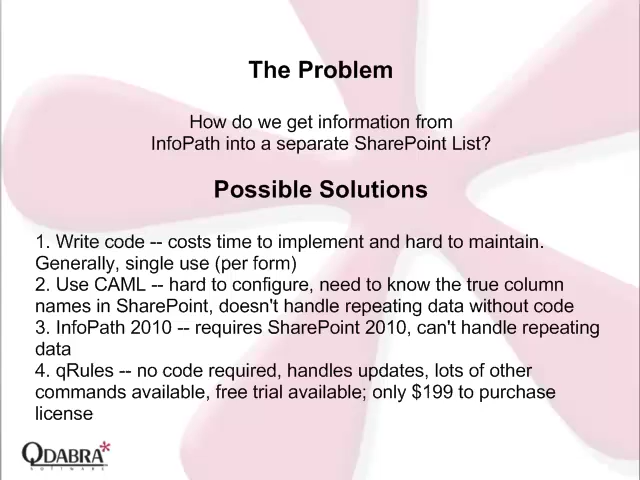 The Problem
How do we get information from
InfoPath into a separate SharePoint List?
Possible Solutions
1. Write code -- costs time to implement and hard to maintain.
Generally, single use (per form)
2. Use CAML -- hard to configure, need to know the true column
names in SharePoint, doesn't handle repeating data without code
3. InfoPath 2010 -- requires SharePoint 2010, can't handle repeating
data
4. qRules -- no code required, handles updates, lots of other
commands available, free trial available; only $199 to purchase
license
QDABRA
SOFTWARE